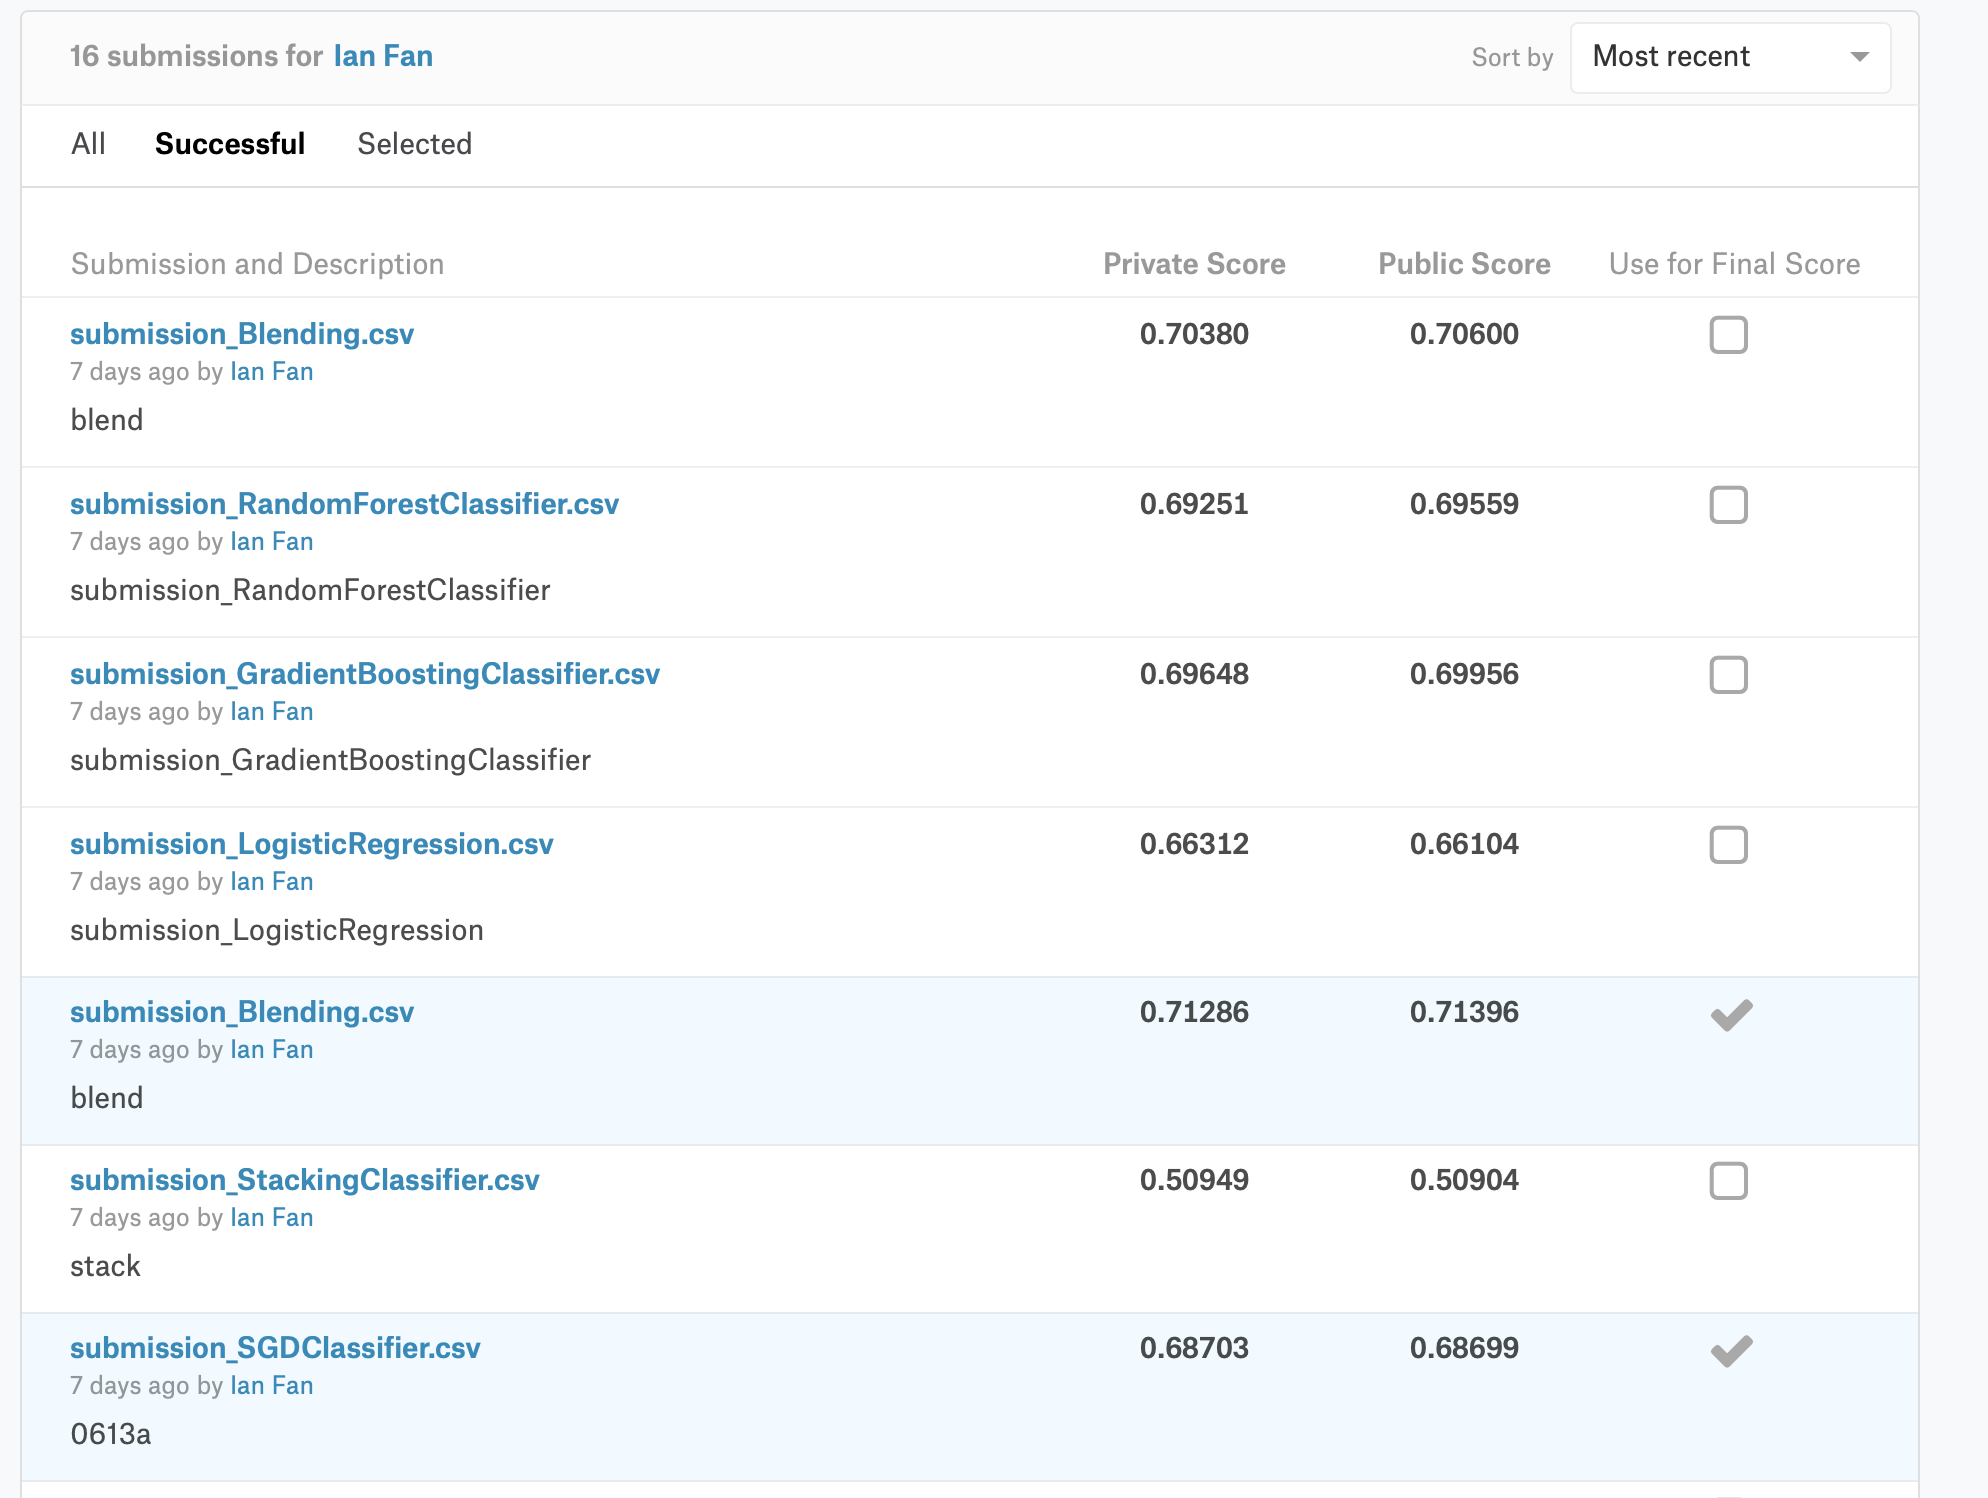 16 submissions for Ian Fan
Sort by Most recent
All Successful Selected
Submission and Description Private Score Public Score Use for Final Score
submission_Blending.csv 0.70380 0.70600
7 days ago by Ian Fan
blend
submission_RandomForestClassifier.csv 0.69251 0.69559
7 days ago by Ian Fan
submission_RandomForestClassifier
submission_GradientBoostingClassifier.csv 0.69648 0.69956
7 days ago by Ian Fan
submission_GradientBoostingClassifier
submission_LogisticRegression.csv 0.66312 0.66104
7 days ago by Ian Fan
submission_LogisticRegression
submission_Blending.csv 0.71286 0.71396
7 days ago by Ian Fan
blend
submission_StackingClassifier.csv 0.50949 0.50904
7 days ago by Ian Fan
stack
submission_SGDClassifier.csv 0.68703 0.68699
7 days ago by Ian Fan
0613a